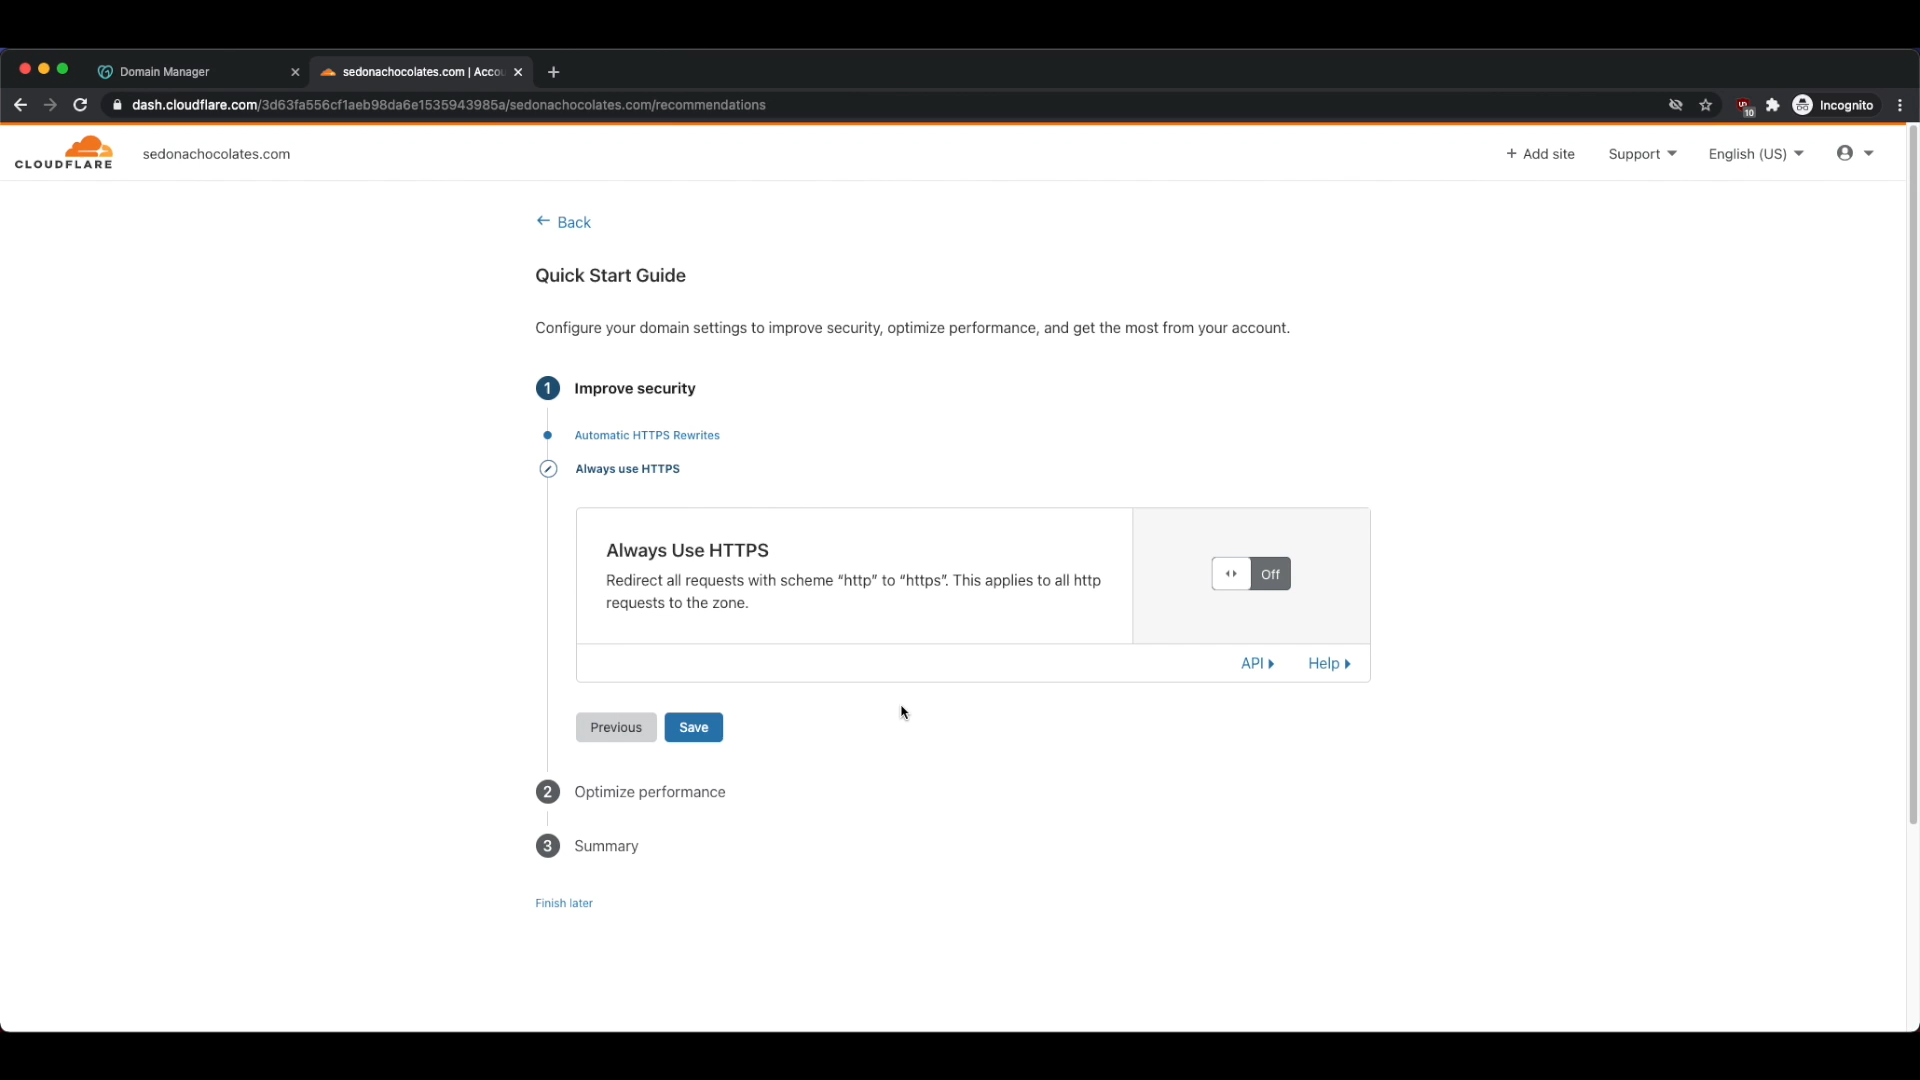 Domain Manager
sedonachocolates.com | Accou
dash.cloudflare.com/3d63fa556cf1aeb98da6e1535943985a/sedonachocolates.com/recommendations
10
Incognito
CLOUDFLARE
sedonachocolates.com
+ Add site
Support
English (US)
← Back
Quick Start Guide
Configure your domain settings to improve security, optimize performance, and get the most from your account.
1 Improve security
Automatic HTTPS Rewrites
Always use HTTPS
Always Use HTTPS
Redirect all requests with scheme “http” to “https”. This applies to all http
requests to the zone.
Off
API
Help
Previous
Save
2 Optimize performance
3 Summary
Finish later